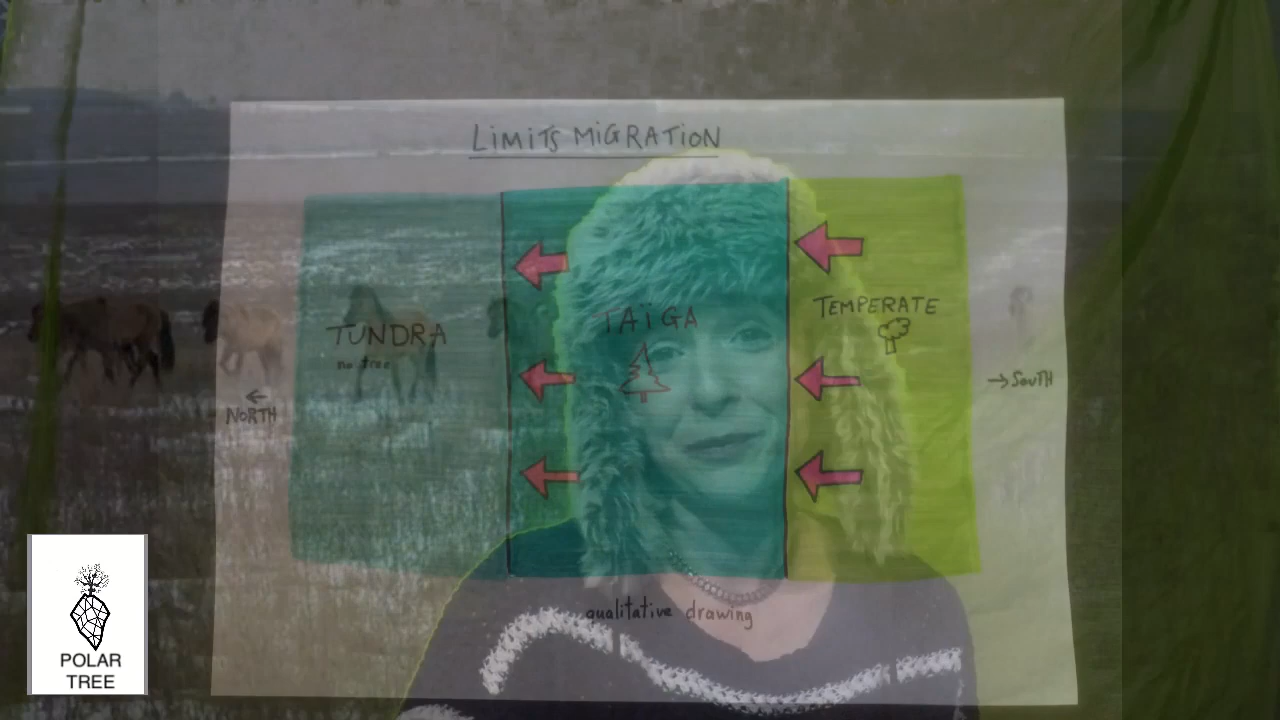 LIMITS MIGRATION
TUNDRA
no tree
TAÏGA
TEMPERATE
←
NORTH
→ SOUTH
qualitative drawing
POLAR
TREE